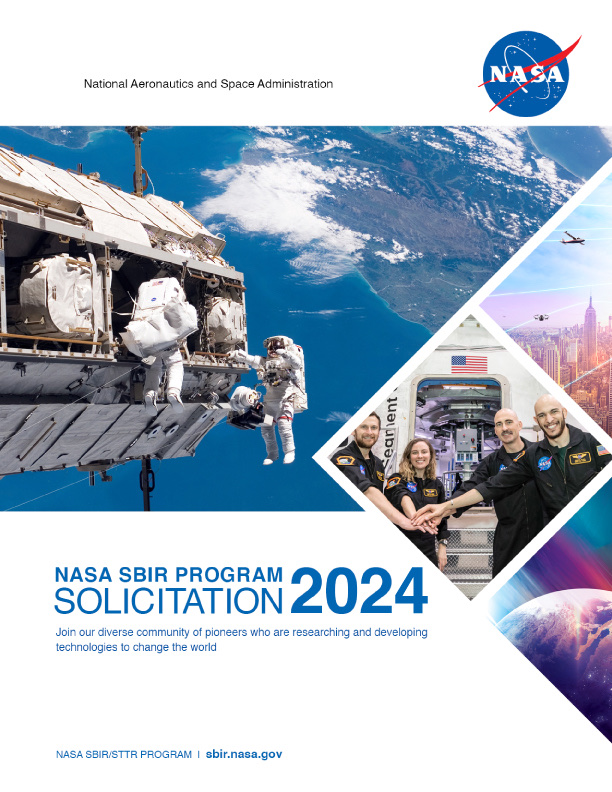 National Aeronautics and Space Administration
NASA
Segment
NASA SBIR PROGRAM
SOLICITATION 2024
Join our diverse community of pioneers who are researching and developing
technologies to change the world
NASA SBIR/STTR PROGRAM | sbir.nasa.gov